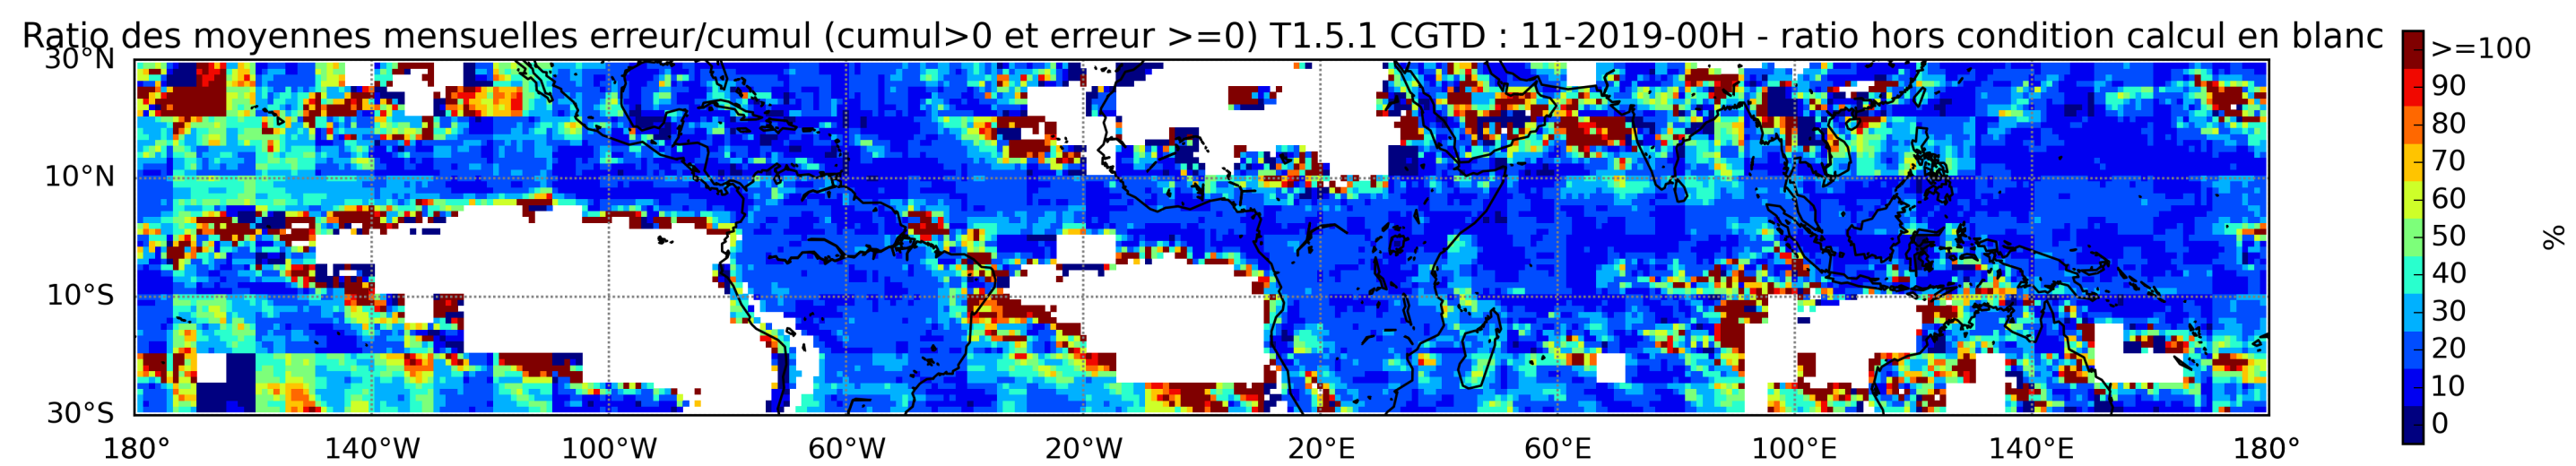 Ratio des moyennes mensuelles erreur/cumul (cumul>0 et erreur >=0) T1.5.1 CGTD : 11-2019-00H - ratio hors condition calcul en blanc
30°N
10°N
10°S
30°S
180° 140°W 100°W 60°W 20°W 20°E 60°E 100°E 140°E 180°
>=100
90
80
70
60
50
40
30
20
10
0
%